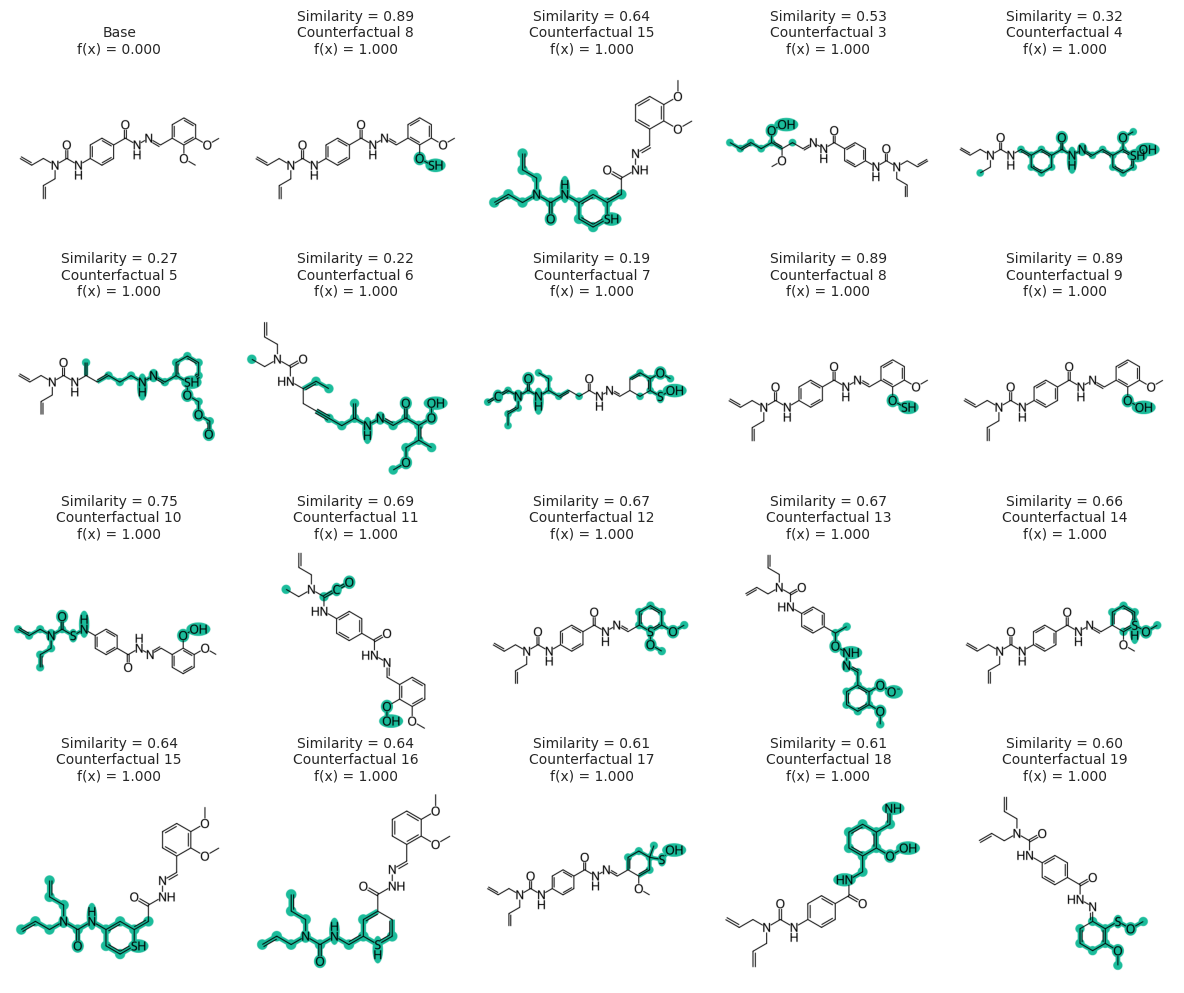 Base
f(x) = 0.000
Similarity = 0.89
Counterfactual 8
f(x) = 1.000
Similarity = 0.64
Counterfactual 15
f(x) = 1.000
Similarity = 0.53
Counterfactual 3
f(x) = 1.000
Similarity = 0.32
Counterfactual 4
f(x) = 1.000
Similarity = 0.27
Counterfactual 5
f(x) = 1.000
Similarity = 0.22
Counterfactual 6
f(x) = 1.000
Similarity = 0.19
Counterfactual 7
f(x) = 1.000
Similarity = 0.89
Counterfactual 8
f(x) = 1.000
Similarity = 0.89
Counterfactual 9
f(x) = 1.000
Similarity = 0.75
Counterfactual 10
f(x) = 1.000
Similarity = 0.69
Counterfactual 11
f(x) = 1.000
Similarity = 0.67
Counterfactual 12
f(x) = 1.000
Similarity = 0.67
Counterfactual 13
f(x) = 1.000
Similarity = 0.66
Counterfactual 14
f(x) = 1.000
Similarity = 0.64
Counterfactual 15
f(x) = 1.000
Similarity = 0.64
Counterfactual 16
f(x) = 1.000
Similarity = 0.61
Counterfactual 17
f(x) = 1.000
Similarity = 0.61
Counterfactual 18
f(x) = 1.000
Similarity = 0.60
Counterfactual 19
f(x) = 1.000